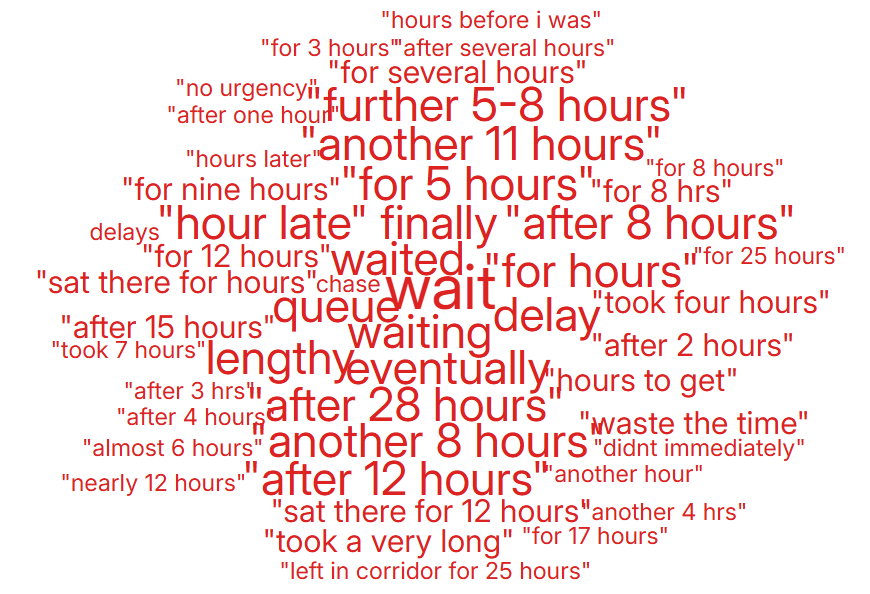 "hours before i was"
"for 3 hours" "after several hours"
"for several hours"
"no urgency"
"further 5-8 hours"
"after one hour"
"another 11 hours"
"hours later"
"for 8 hours"
"for nine hours" "for 5 hours" "for 8 hrs"
delays "hour late" finally "after 8 hours"
"for 12 hours" waited "for hours" "for 25 hours"
"sat there for hours" chase wait
queue delay "took four hours"
"after 15 hours" waiting
"took 7 hours" lengthy eventually "after 2 hours"
"hours to get"
"after 3 hrs" "after 28 hours"
"after 4 hours" "waste the time"
"almost 6 hours" "another 8 hours" "didnt immediately"
"nearly 12 hours" "after 12 hours" "another hour"
"sat there for 12 hours" "another 4 hrs"
"took a very long" "for 17 hours"
"left in corridor for 25 hours"